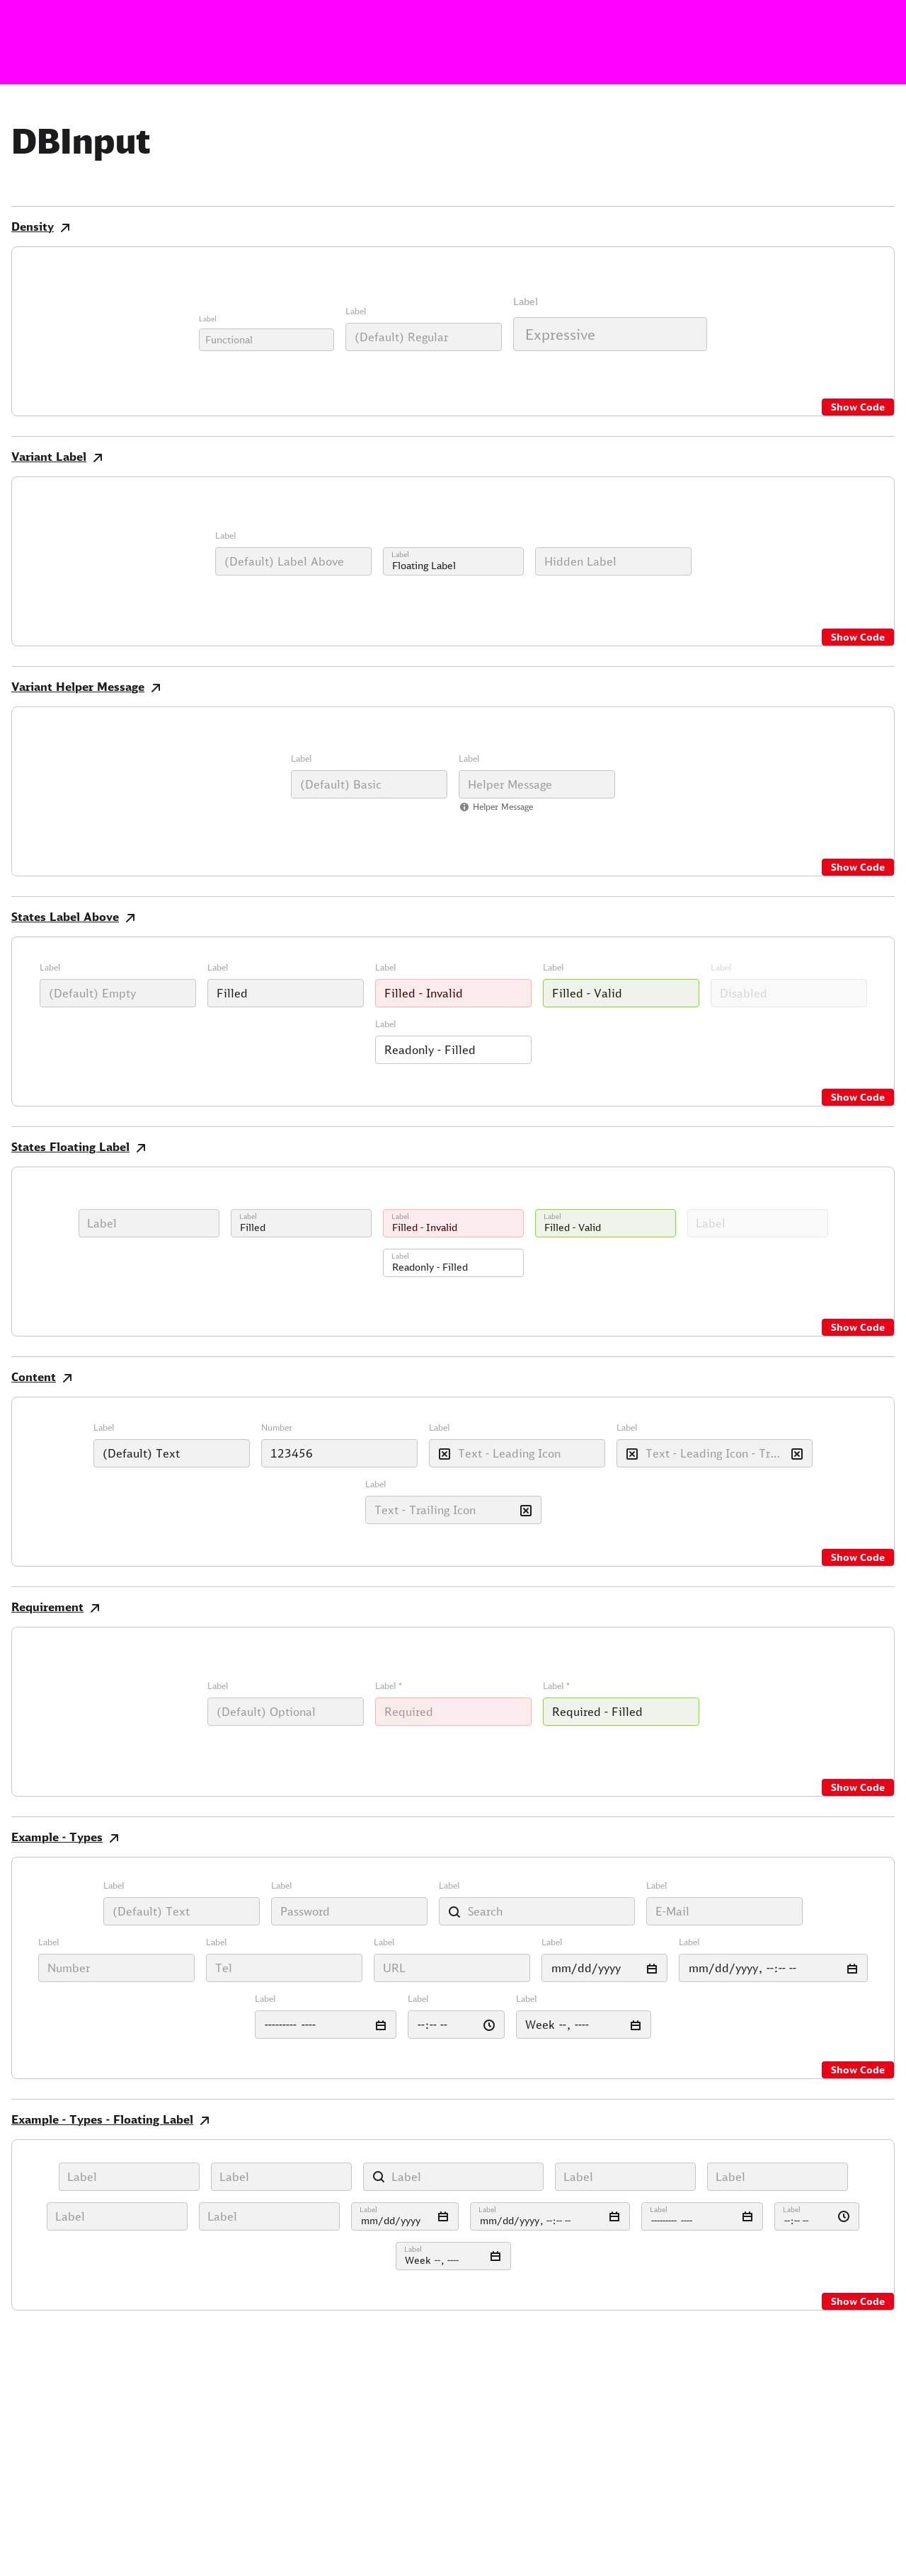 DBInput
Density
Label
Label
Label
Functional
(Default) Regular
Expressive
Show Code
Variant Label
Label
(Default) Label Above
Label
Floating Label
Hidden Label
Show Code
Variant Helper Message
Label
Label
(Default) Basic
Helper Message
Helper Message
Show Code
States Label Above
Label
Label
Label
Label
Label
(Default) Empty
Filled
Filled - Invalid
Filled - Valid
Disabled
Label
Readonly - Filled
Show Code
States Floating Label
Label
Label
Filled
Label
Filled - Invalid
Label
Filled - Valid
Label
Label
Readonly - Filled
Show Code
Content
Label
Number
Label
Label
(Default) Text
123456
Text - Leading Icon
Text - Leading Icon - Tr...
Label
Text - Trailing Icon
Show Code
Requirement
Label
Label *
Label *
(Default) Optional
Required
Required - Filled
Show Code
Example - Types
Label
Label
Label
Label
(Default) Text
Password
Search
E-Mail
Label
Label
Label
Label
Label
Number
Tel
URL
mm/dd/yyyy
mm/dd/yyyy, --:-- --
Label
Label
Label
--------- ----
--:-- --
Week --, ----
Show Code
Example - Types - Floating Label
Label
Label
Label
Label
Label
Label
Label
Label
mm/dd/yyyy
Label
mm/dd/yyyy, --:-- --
Label
--------- ----
Label
--:-- --
Label
Week --, ----
Show Code